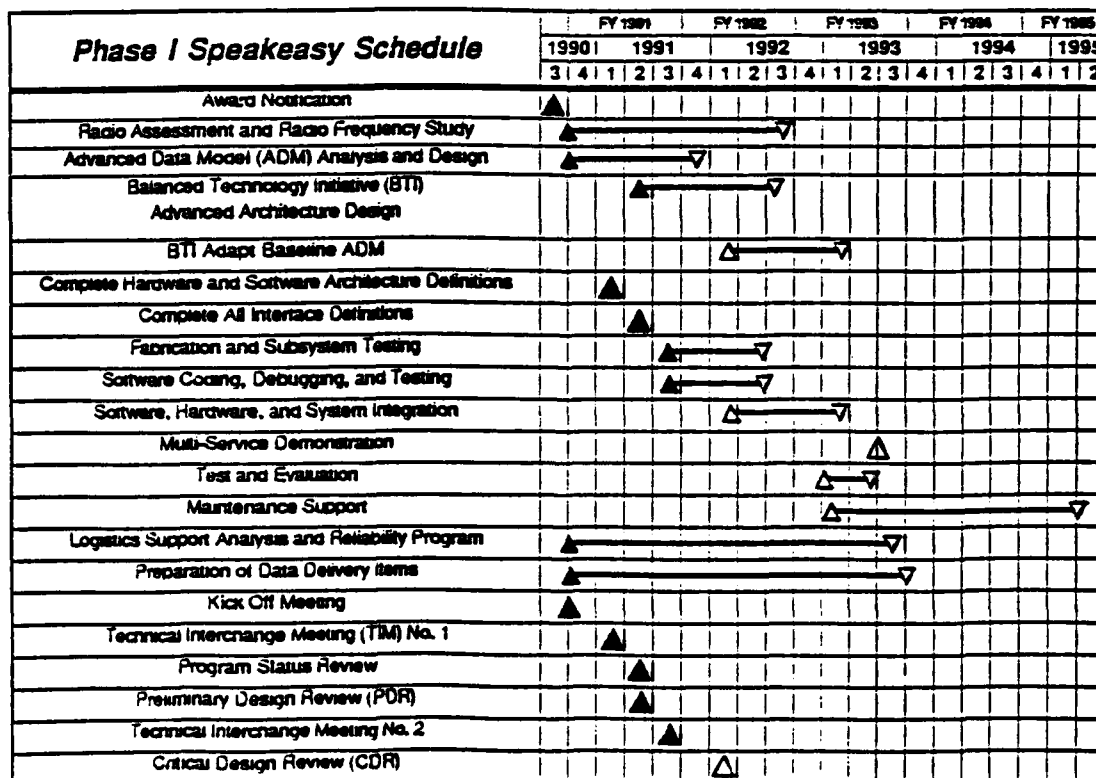 Phase I Speakeasy Schedule
FY 1991 FY 1992 FY 1993 FY 1994 FY 1995
1990 1991 1992 1993 1994 1995
3 4 1 2 3 4 1 2 3 4 1 2 3 4 1 2 3 4 1 2
Award Notification
Radio Assessment and Radio Frequency Study
Advanced Data Model (ADM) Analysis and Design
Balanced Technology Initiative (BTI)
Advanced Architecture Design
BTI Adapt Baseline ADM
Complete Hardware and Software Architecture Definitions
Complete All Interface Definitions
Fabrication and Subsystem Testing
Software Coding, Debugging, and Testing
Software, Hardware, and System Integration
Multi-Service Demonstration
Test and Evaluation
Maintenance Support
Logistics Support Analysis and Reliability Program
Preparation of Data Delivery Items
Kick Off Meeting
Technical Interchange Meeting (TIM) No. 1
Program Status Review
Preliminary Design Review (PDR)
Technical Interchange Meeting No. 2
Critical Design Review (CDR)